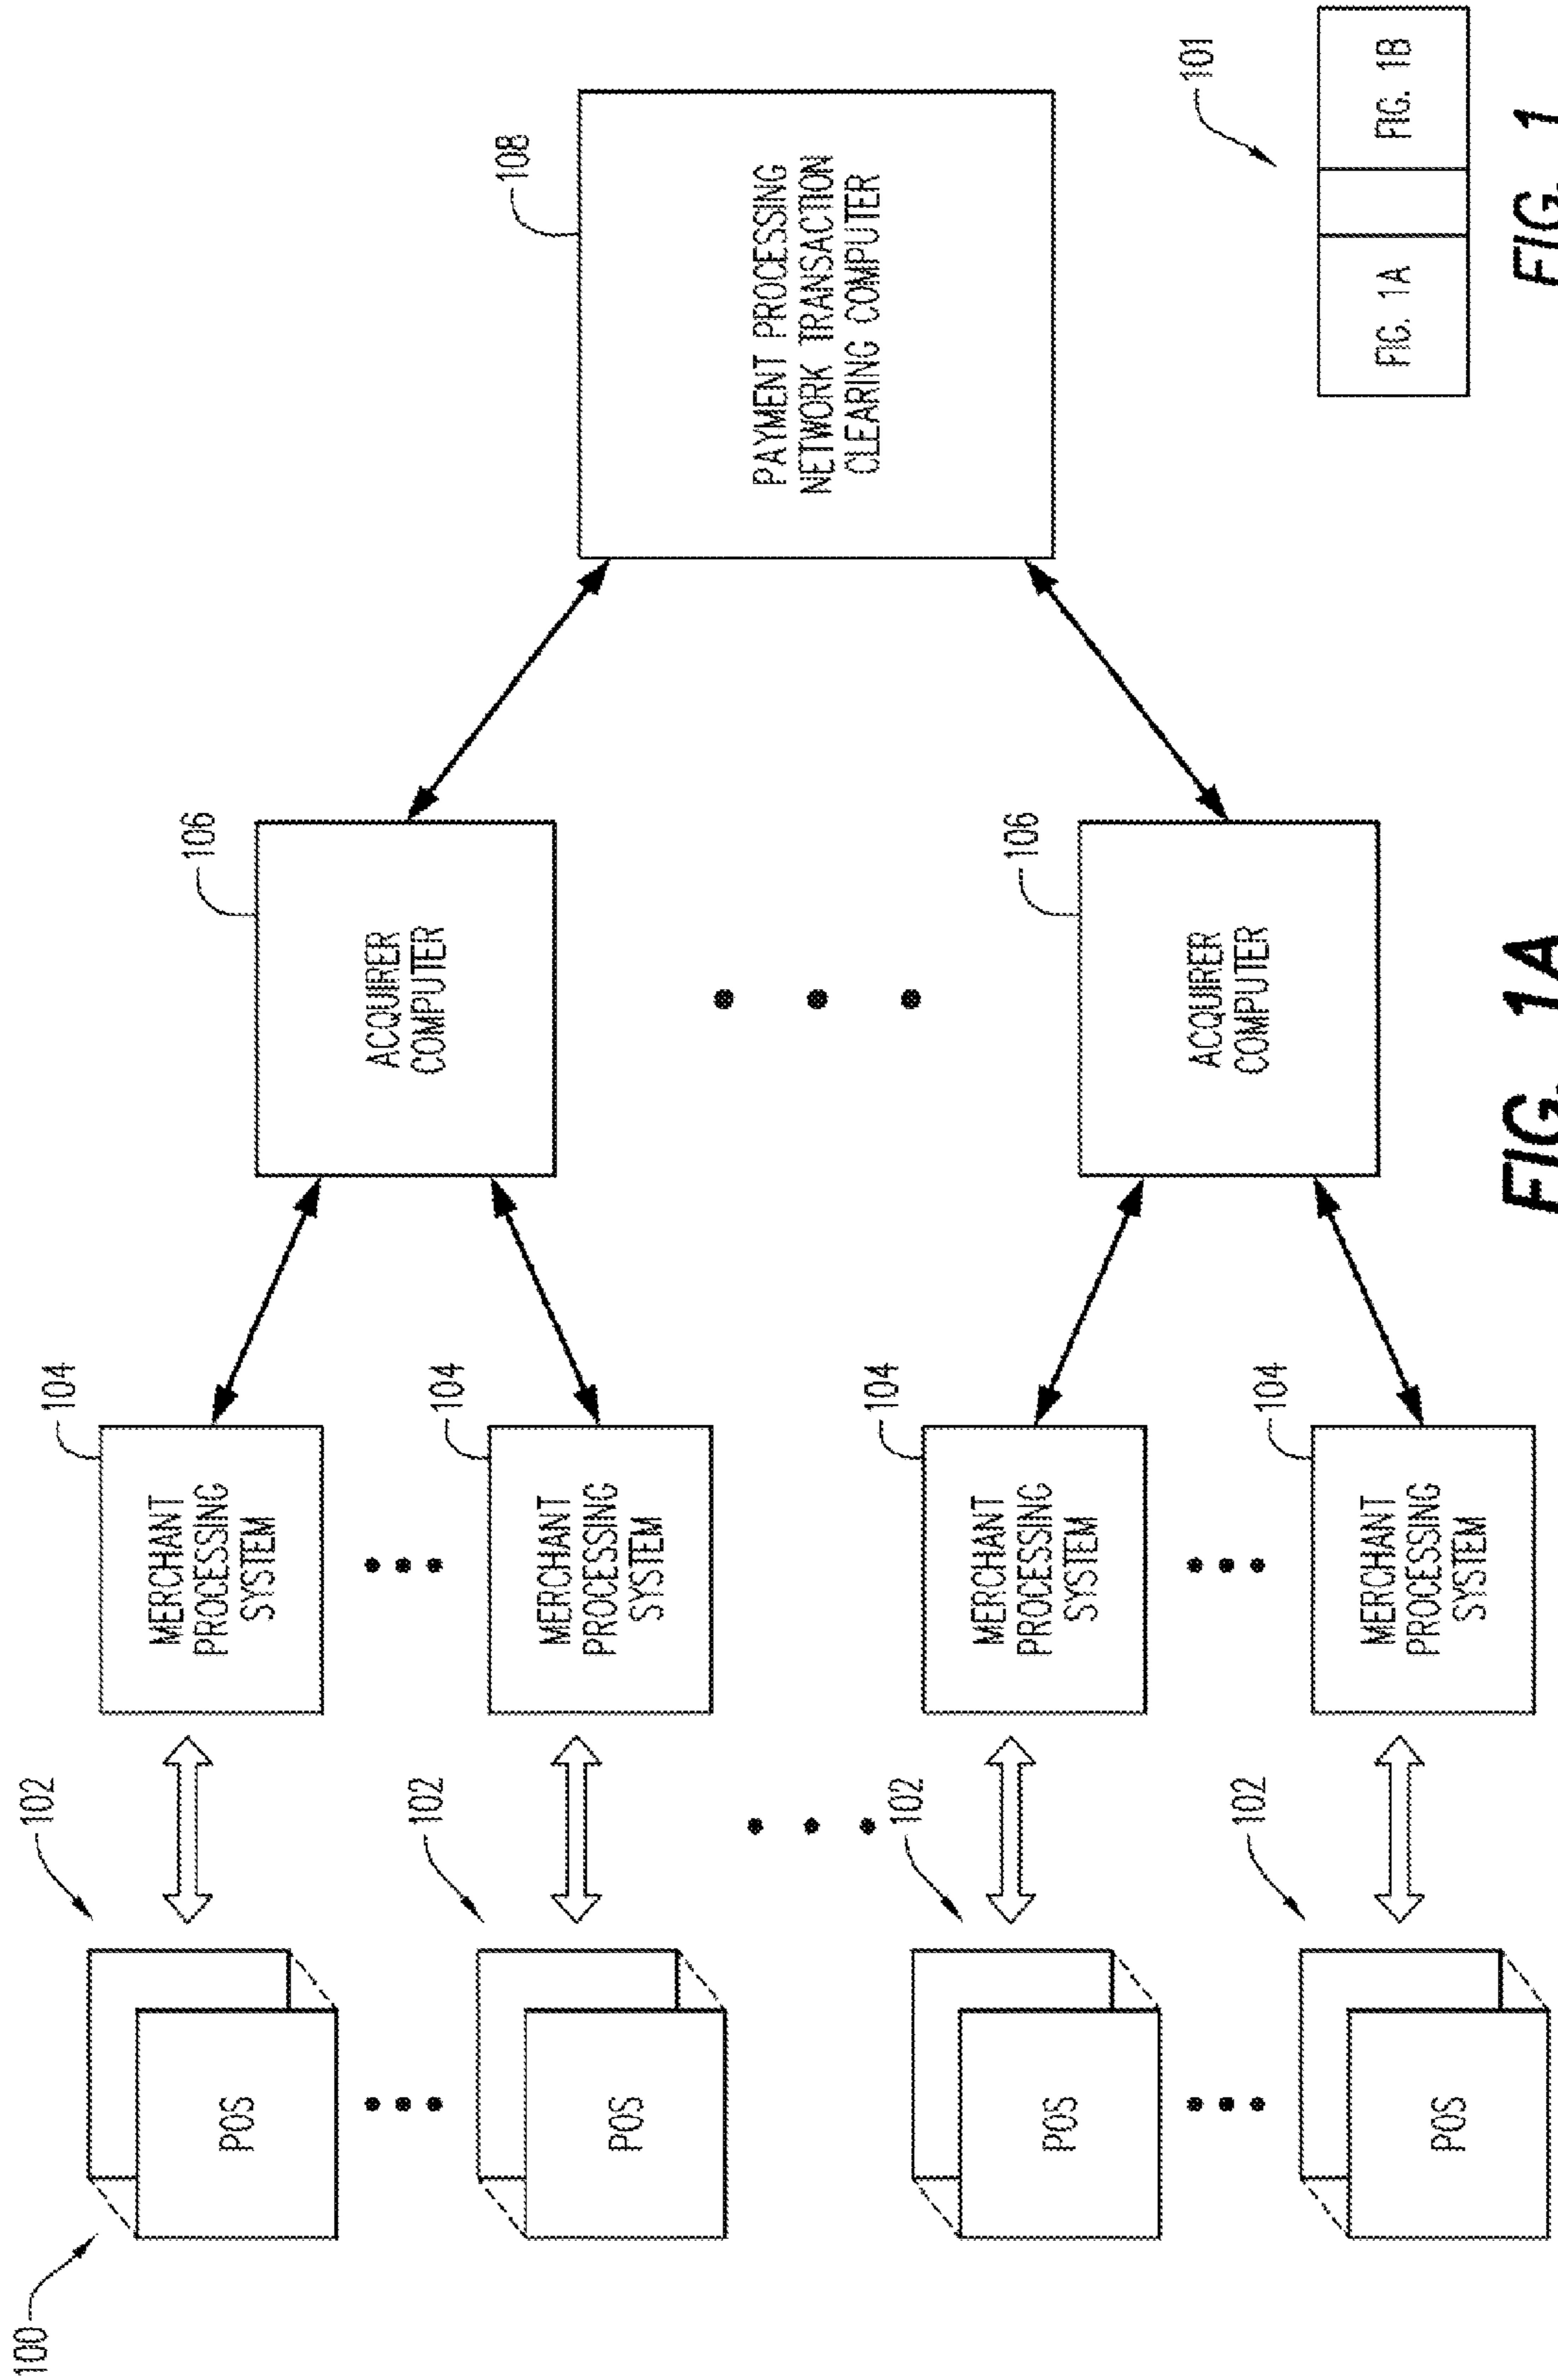 100
102
POS
104
MERCHANT
PROCESSING
SYSTEM
102
POS
104
MERCHANT
PROCESSING
SYSTEM
106
ACQUIRER
COMPUTER
102
POS
104
MERCHANT
PROCESSING
SYSTEM
102
POS
104
MERCHANT
PROCESSING
SYSTEM
106
ACQUIRER
COMPUTER
108
PAYMENT PROCESSING
NETWORK TRANSACTION
CLEARING COMPUTER
101
FIG. 1A
FIG. 1B
FIG. 1
FIG. 1A